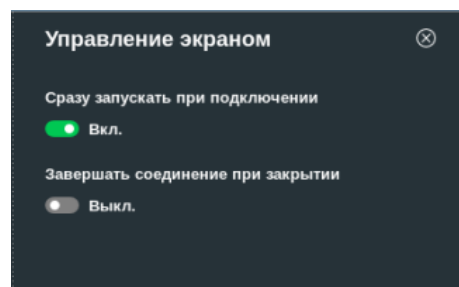 Управление экраном
Сразу запускать при подключении
Вкл.
Завершать соединение при закрытии
Выкл.